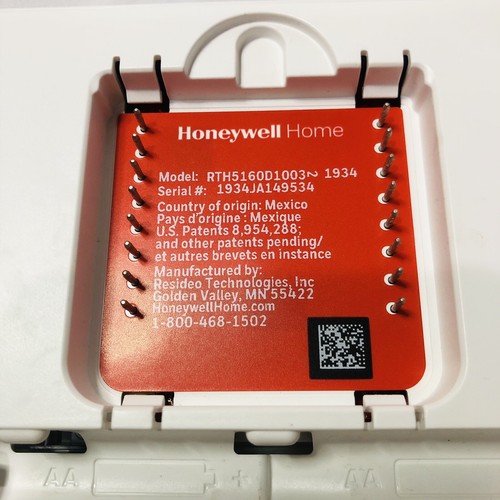 Honeywell Home
Model: RTH5160D1003~ 1934
Serial #: 1934JA149534
Country of origin: Mexico
Pays d'origine : Mexique
U.S. Patents 8,954,288;
and other patents pending/
et autres brevets en instance
Manufactured by:
Resideo Technologies, Inc
Golden Valley, MN 55422
HoneywellHome.com
1-800-468-1502
AA +
AA